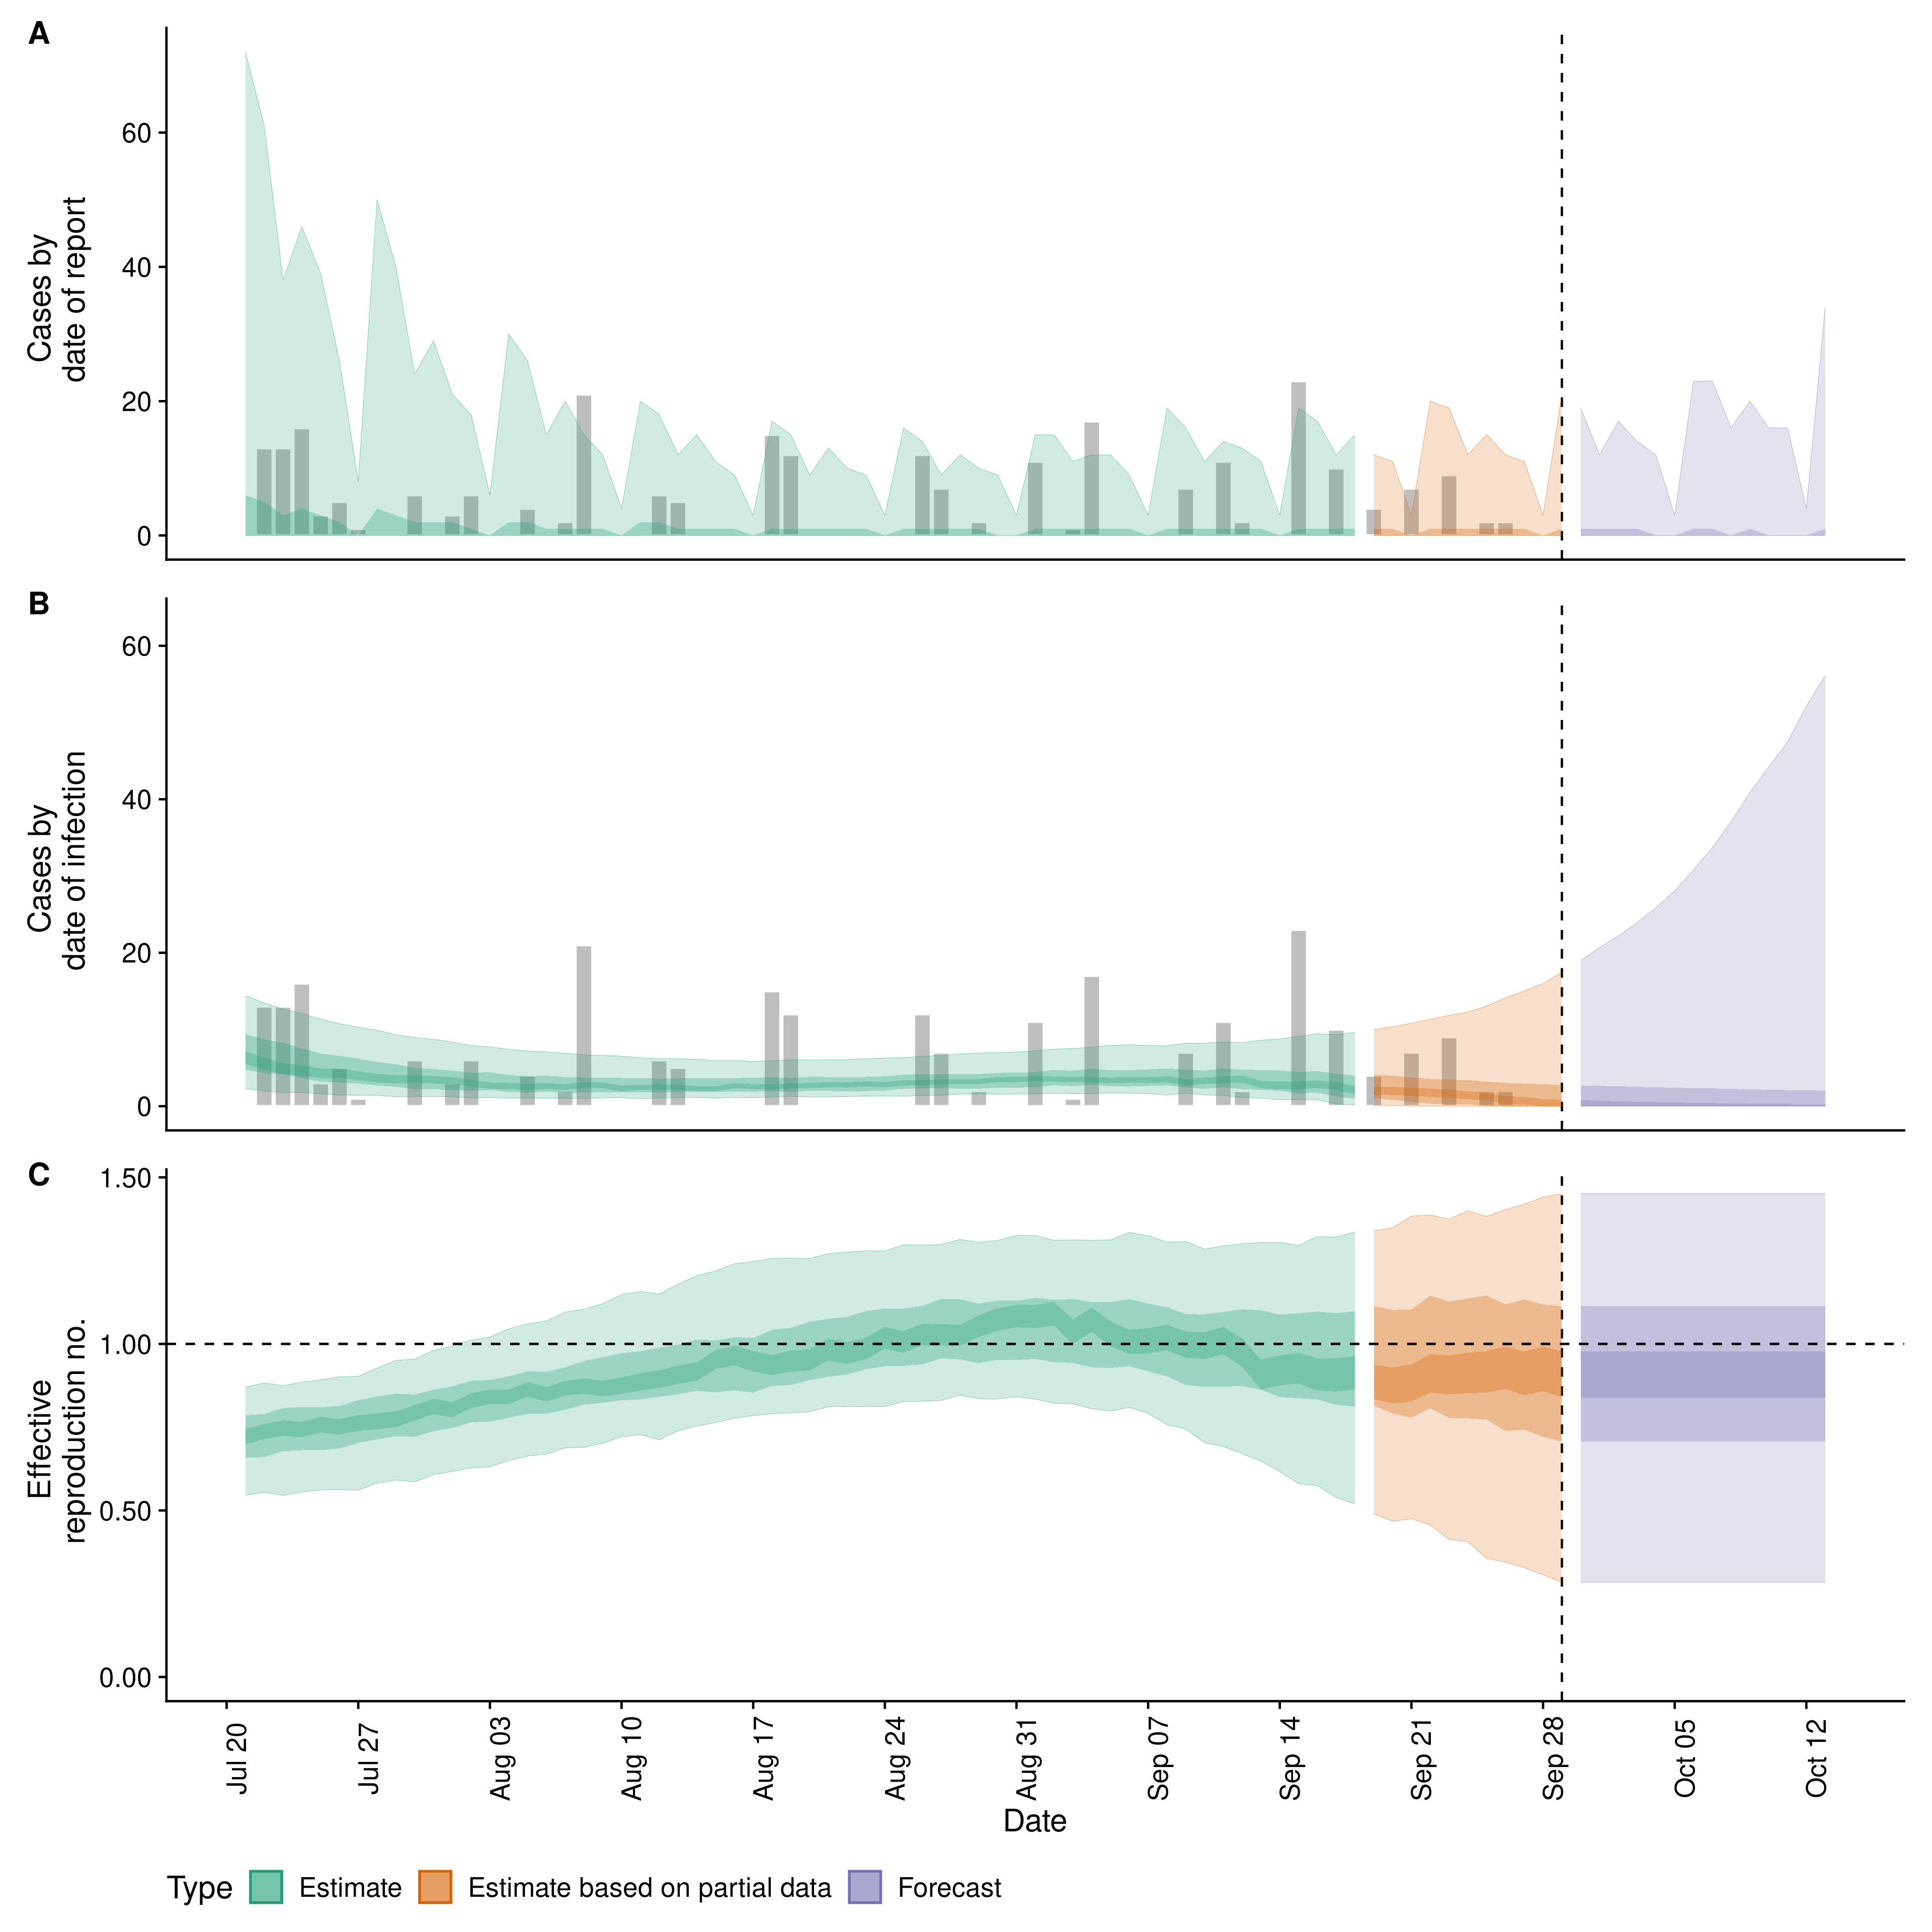 A
Cases by
date of report
60
40
20
0
B
Cases by
date of infection
60
40
20
0
C
Effective
reproduction no.
1.50
1.00
0.50
0.00
Jul 20
Jul 27
Aug 03
Aug 10
Aug 17
Aug 24
Aug 31
Sep 07
Sep 14
Sep 21
Sep 28
Oct 05
Oct 12
Date
Type Estimate Estimate based on partial data Forecast